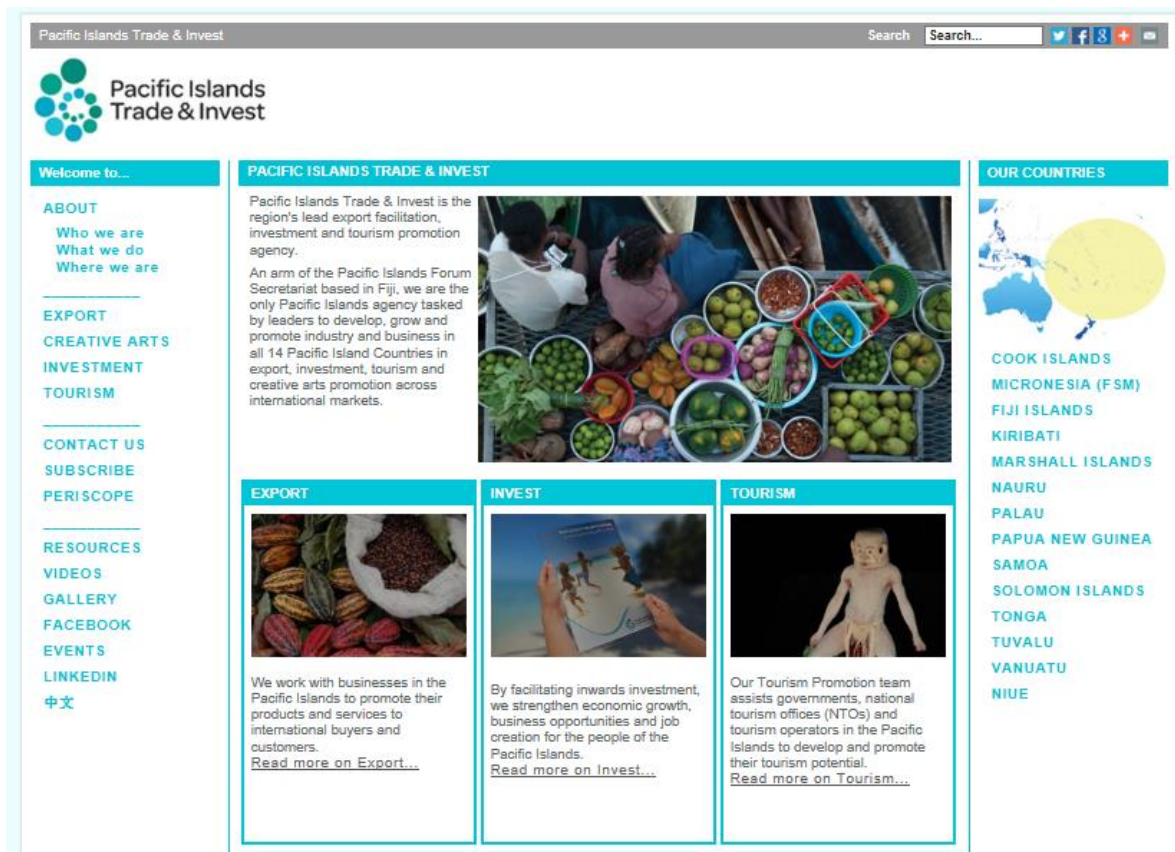 Pacific Islands Trade & Invest
Search
Search...
Pacific Islands
Trade & Invest
Welcome to...
ABOUT
Who we are
What we do
Where we are
EXPORT
CREATIVE ARTS
INVESTMENT
TOURISM
CONTACT US
SUBSCRIBE
PERISCOPE
RESOURCES
VIDEOS
GALLERY
FACEBOOK
EVENTS
LINKEDIN
中文
PACIFIC ISLANDS TRADE & INVEST
Pacific Islands Trade & Invest is the
region's lead export facilitation,
investment and tourism promotion
agency.
An arm of the Pacific Islands Forum
Secretariat based in Fiji, we are the
only Pacific Islands agency tasked
by leaders to develop, grow and
promote industry and business in
all 14 Pacific Island Countries in
export, investment, tourism and
creative arts promotion across
international markets.
EXPORT
We work with businesses in the
Pacific Islands to promote their
products and services to
international buyers and
customers.
Read more on Export...
INVEST
By facilitating inwards investment,
we strengthen economic growth,
business opportunities and job
creation for the people of the
Pacific Islands.
Read more on Invest...
TOURISM
Our Tourism Promotion team
assists governments, national
tourism offices (NTOs) and
tourism operators in the Pacific
Islands to develop and promote
their tourism potential.
Read more on Tourism...
OUR COUNTRIES
COOK ISLANDS
MICRONESIA (FSM)
FIJI ISLANDS
KIRIBATI
MARSHALL ISLANDS
NAURU
PALAU
PAPUA NEW GUINEA
SAMOA
SOLOMON ISLANDS
TONGA
TUVALU
VANUATU
NIUE